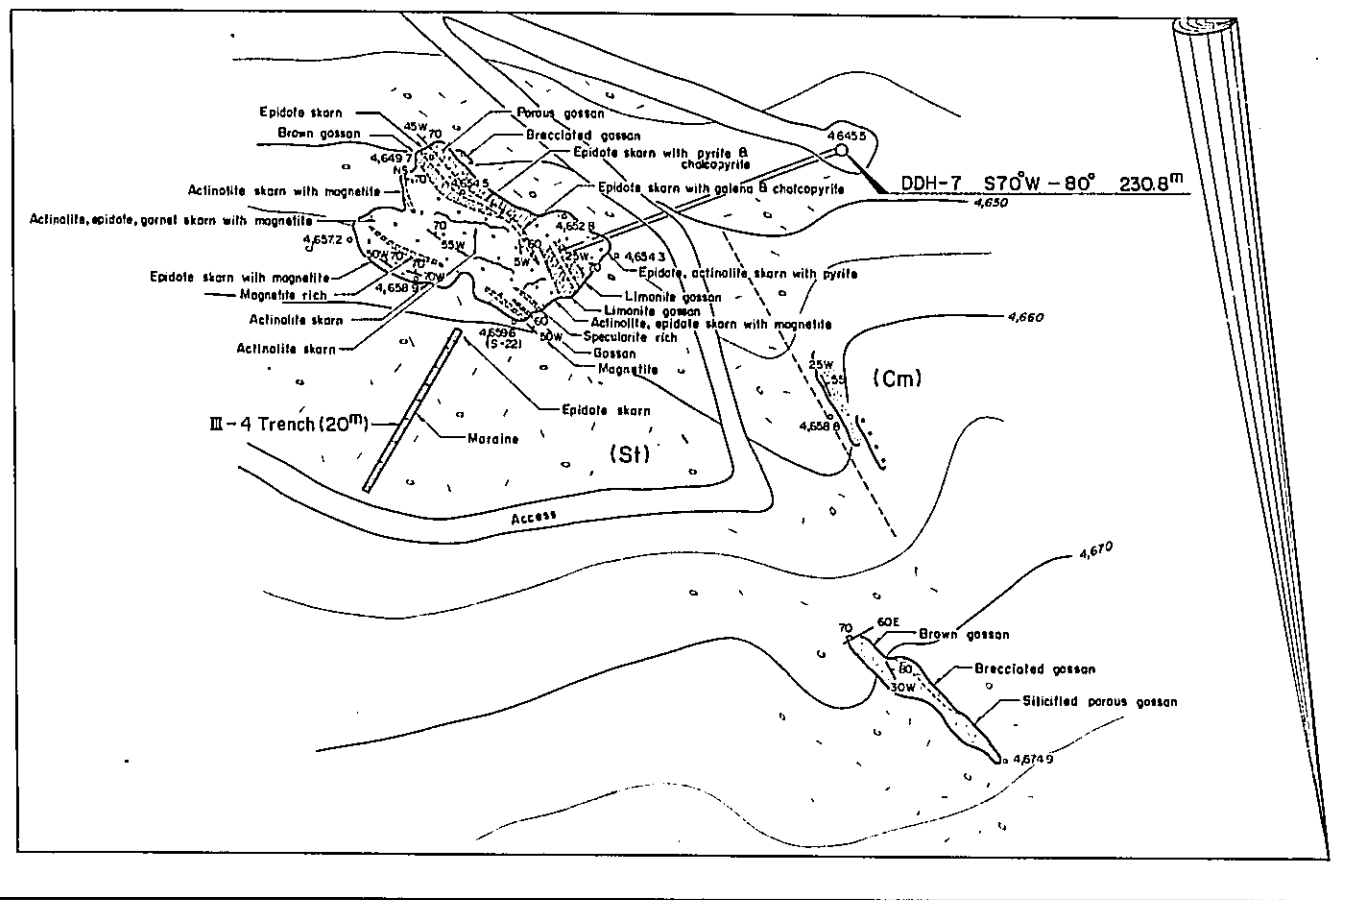 Epidote skarn
Brown gossan
45W
70
4,649.7
NS
70
Porous gossan
Brecciated gossan
Epidote skarn with pyrite &
chalcopyrite
4,654.5
Epidote skarn with galena & chalcopyrite
46455
DDH-7 S70°W -80° 230.8m
4,650
Actinolite skarn with magnetite
Actinolite, epidote, garnet skarn with magnetite
4,657.2
70
55W
60
5W
4,652.8
25W
70
4,654.3
Epidote, actinolite skarn with pyrite
50W 70
70
70W
Epidote skarn with magnetite
Magnetite rich
4,658.9
Limonite gossan
Limonite gossan
Actinolite, epidote skarn with magnetite
Actinolite skarn
Actinolite skarn
4,659.6
(S-22)
60
50W
Specularite rich
Gossan
Magnetite
4,660
25W
55
(Cm)
4,658.8
Epidote skarn
III-4 Trench (20m)
Moraine
(St)
Access
4,670
70
60E
Brown gossan
80
30W
Brecciated gossan
Silicified porous gossan
4,674.9